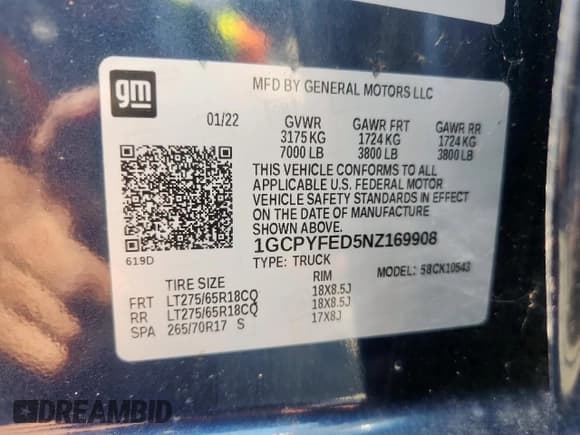 gm
MFD BY GENERAL MOTORS LLC
01/22 GVWR GAWR FRT GAWR RR
3175 KG 1724 KG 1724 KG
7000 LB 3800 LB 3800 LB
THIS VEHICLE CONFORMS TO ALL
APPLICABLE U.S. FEDERAL MOTOR
VEHICLE SAFETY STANDARDS IN EFFECT
ON THE DATE OF MANUFACTURE
SHOWN ABOVE.
619D 1GCPYFED5NZ169908
TYPE: TRUCK MODEL: 58CK10543
TIRE SIZE RIM
FRT LT275/65R18CQ 18X8.5J
RR LT275/65R18CQ 18X8.5J
SPA 265/70R17 S 17X8J
DREAMBID